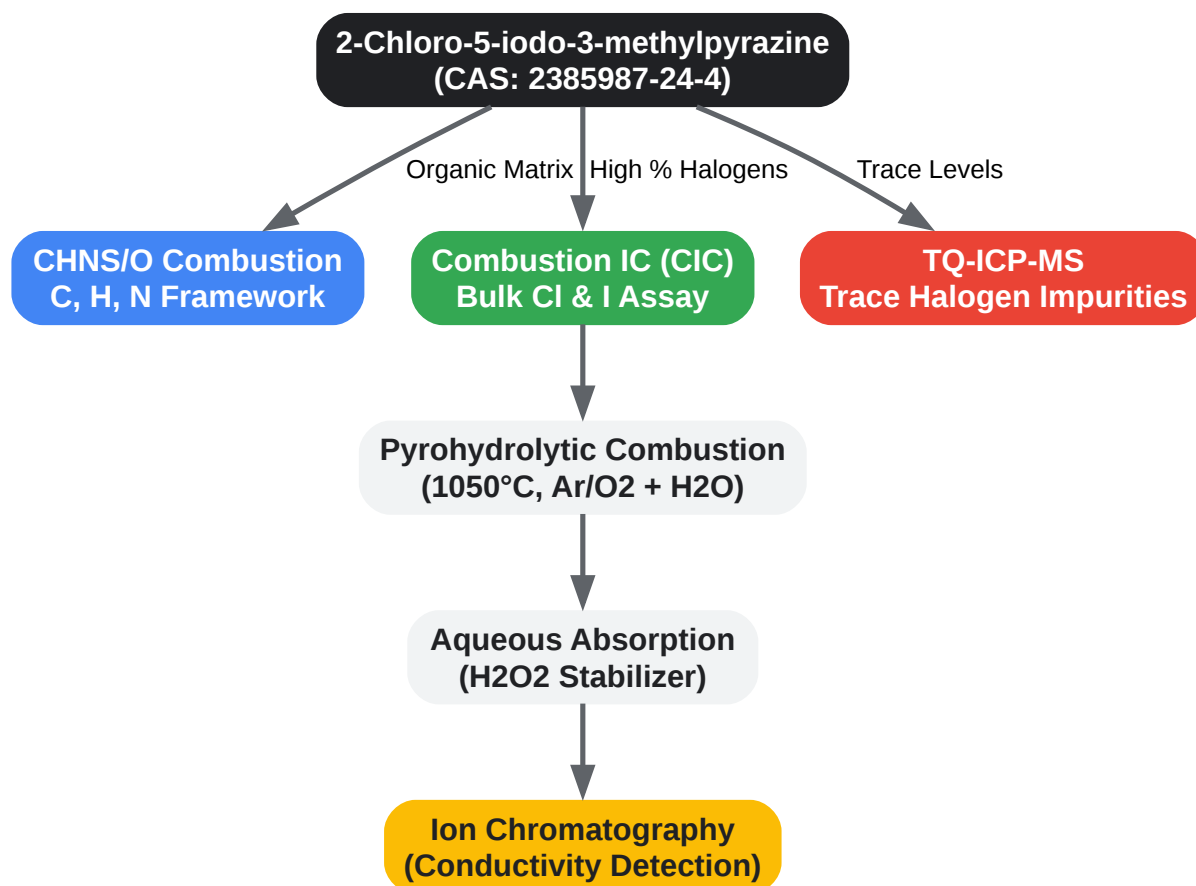 2-Chloro-5-iodo-3-methylpyrazine
(CAS: 2385987-24-4)
Organic Matrix
High % Halogens
Trace Levels
CHNS/O Combustion
C, H, N Framework
Combustion IC (CIC)
Bulk Cl & I Assay
TQ-ICP-MS
Trace Halogen Impurities
Pyrohydrolytic Combustion
(1050°C, Ar/O2 + H2O)
Aqueous Absorption
(H2O2 Stabilizer)
Ion Chromatography
(Conductivity Detection)